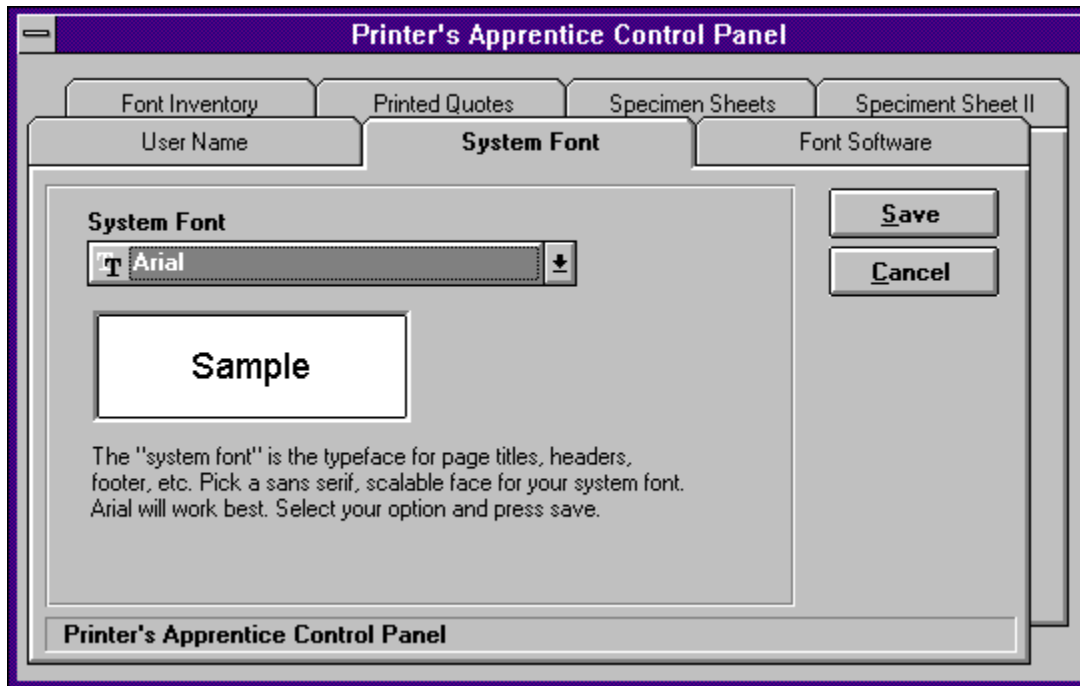 Printer's Apprentice Control Panel
Font Inventory
Printed Quotes
Specimen Sheets
Speciment Sheet II
User Name
System Font
Font Software
System Font
Arial
Save
Cancel
Sample
The "system font" is the typeface for page titles, headers,
footer, etc. Pick a sans serif, scalable face for your system font.
Arial will work best. Select your option and press save.
Printer's Apprentice Control Panel